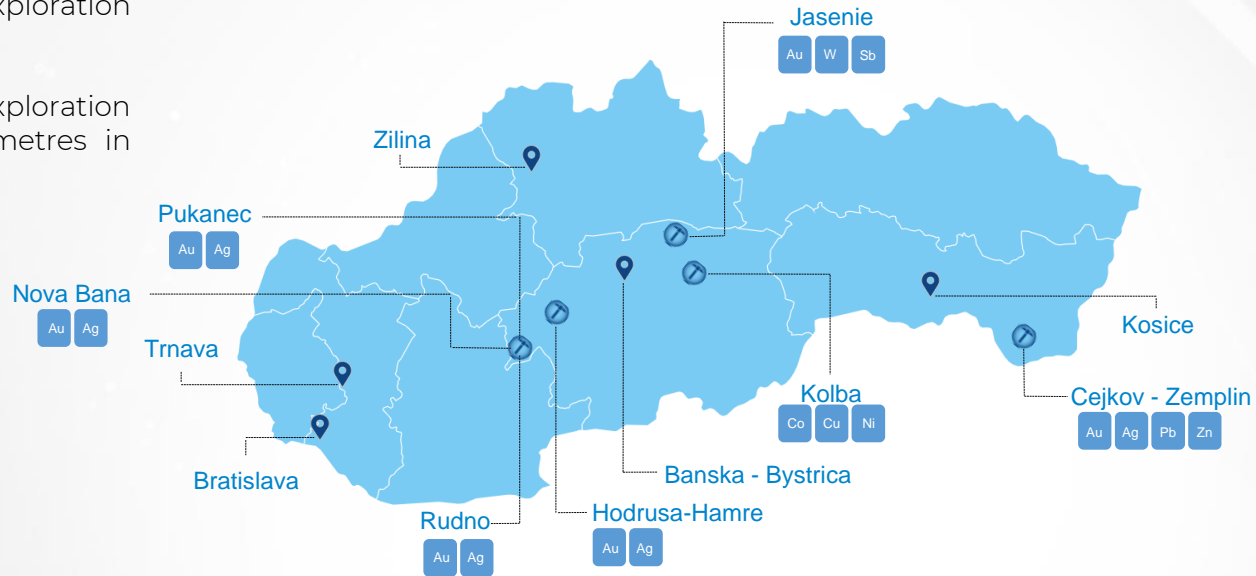 xploration
xploration
metres in
Jasenie
Au W Sb
Zilina
Pukanec
Au Ag
Nova Bana
Au Ag
Trnava
Kosice
Kolba
Co Cu Ni
Cejkov - Zemplin
Au Ag Pb Zn
Bratislava
Banska - Bystrica
Rudno
Au Ag
Hodrusa-Hamre
Au Ag